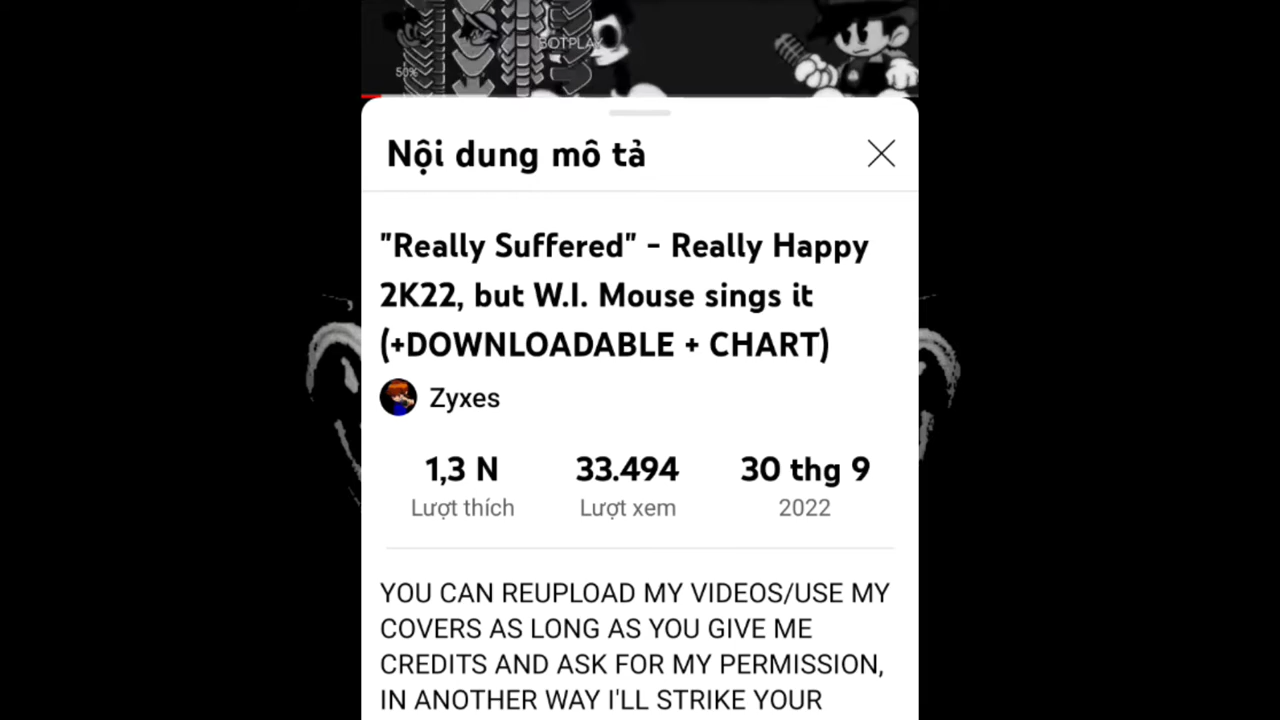 BOTPLAY
50%
Nội dung mô tả
"Really Suffered" - Really Happy
2K22, but W.I. Mouse sings it
(+DOWNLOADABLE + CHART)
Zyxes
1,3 N 33.494 30 thg 9
Lượt thích Lượt xem 2022
YOU CAN REUPLOAD MY VIDEOS/USE MY
COVERS AS LONG AS YOU GIVE ME
CREDITS AND ASK FOR MY PERMISSION,
IN ANOTHER WAY I'LL STRIKE YOUR